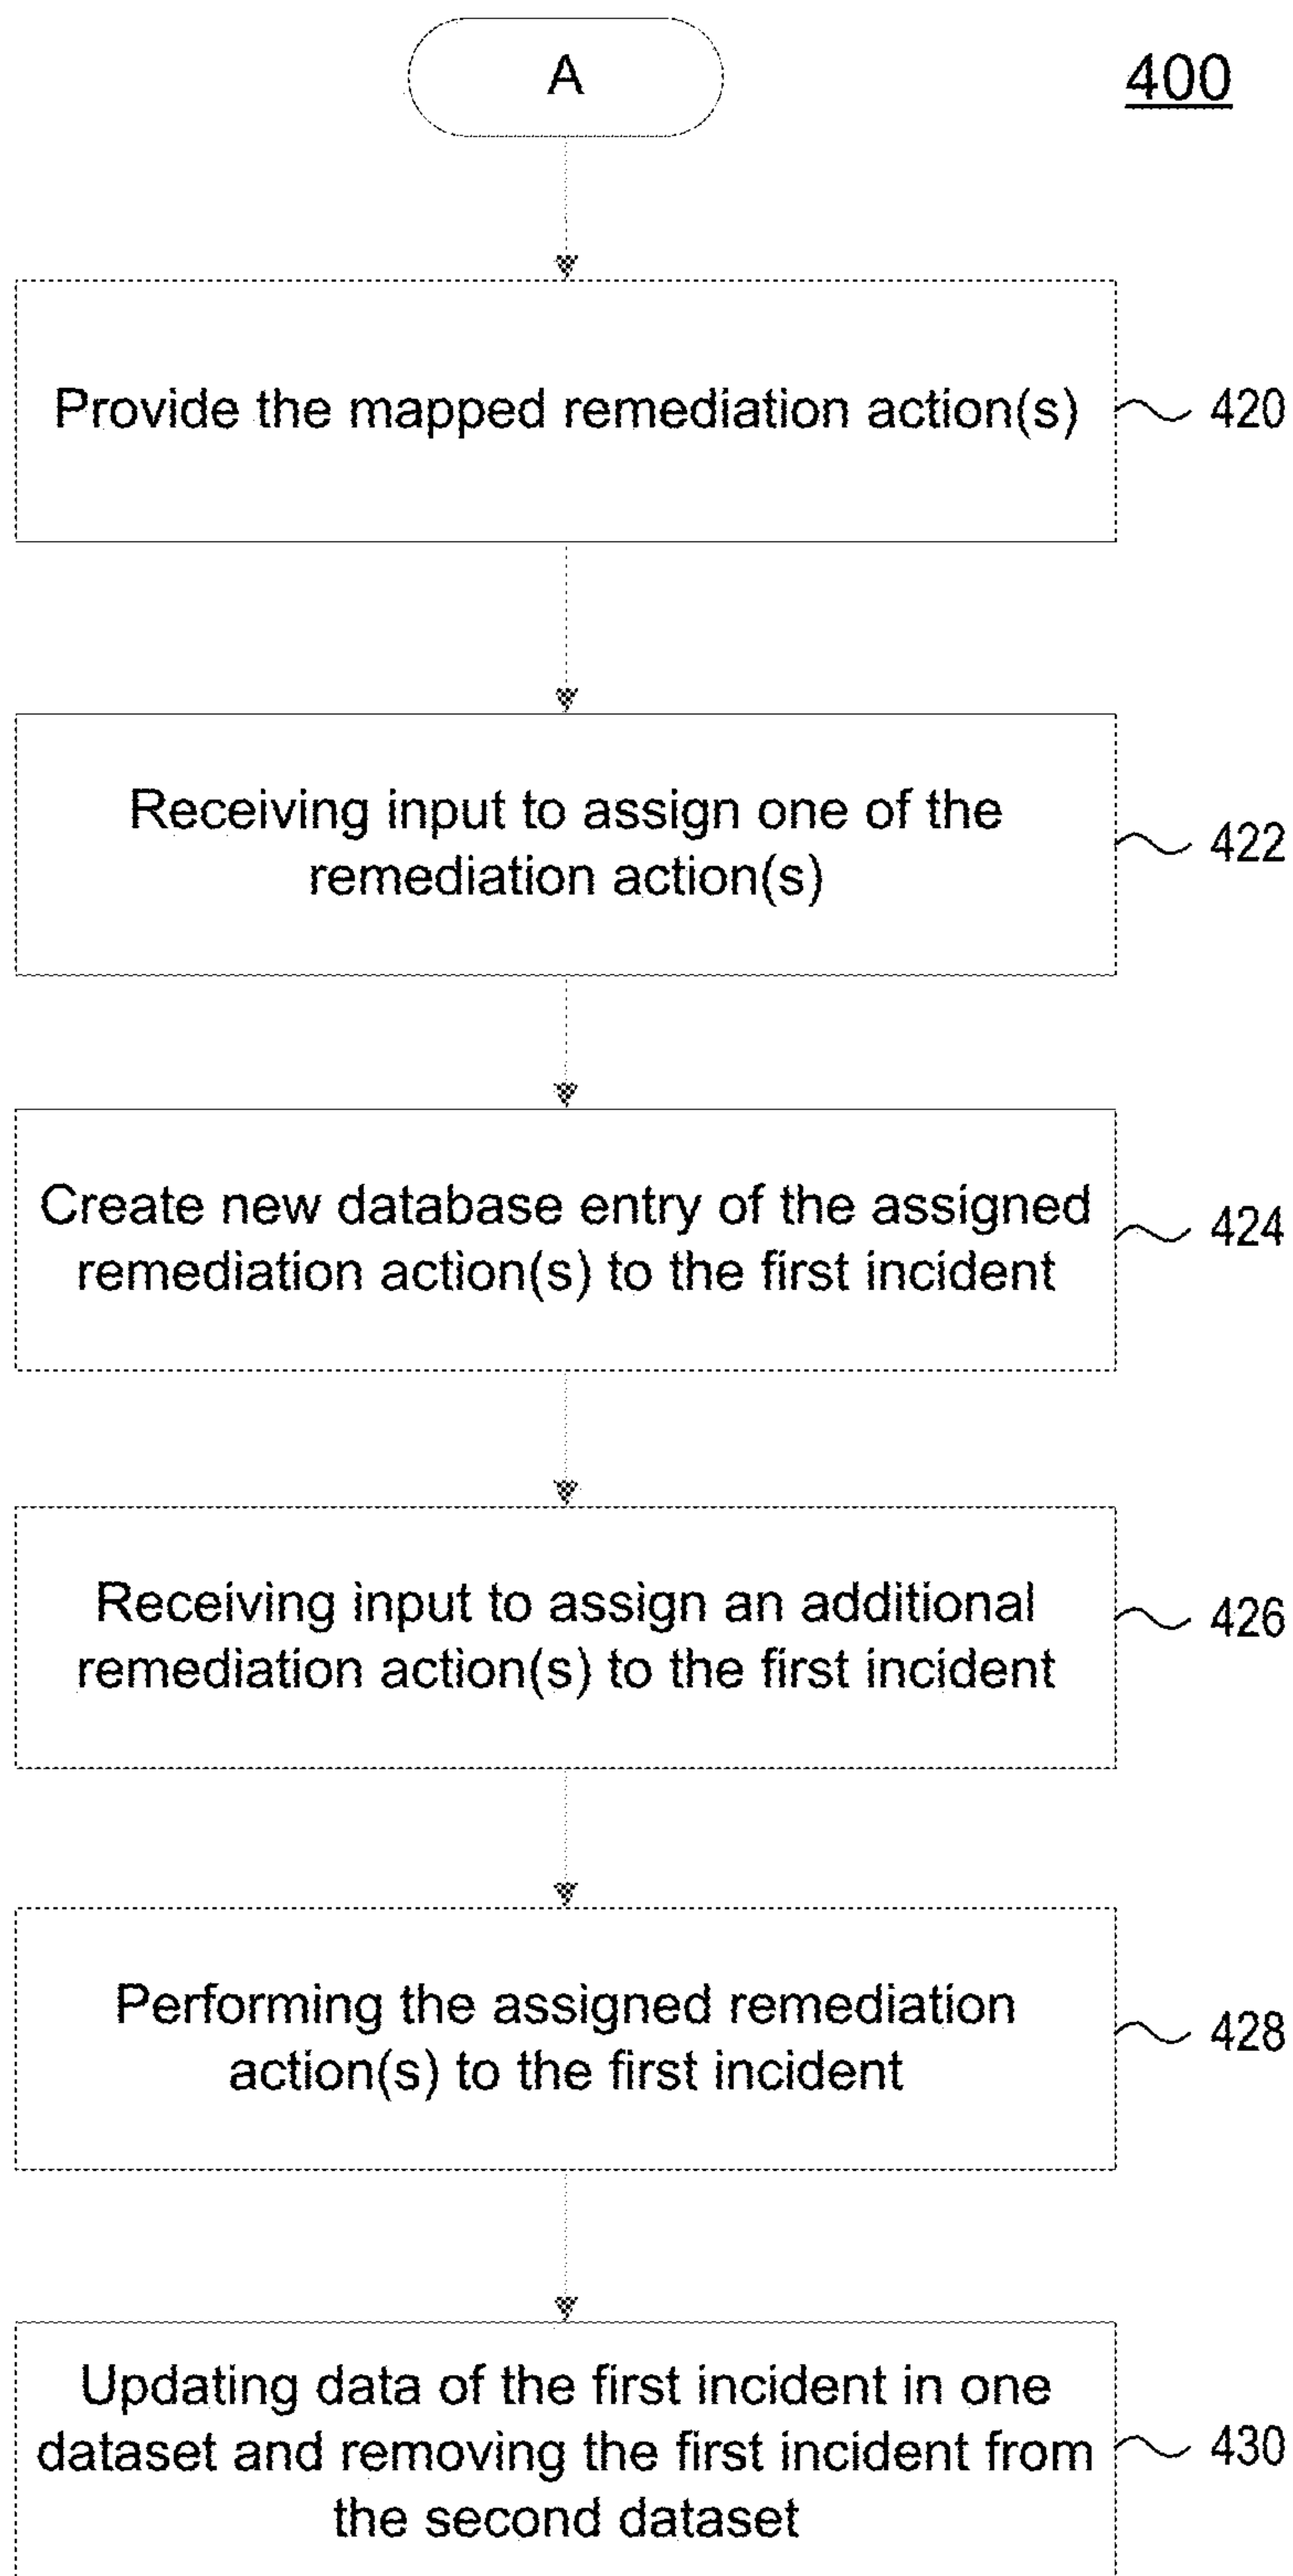 A
400
Provide the mapped remediation action(s)
420
Receiving input to assign one of the
remediation action(s)
422
Create new database entry of the assigned
remediation action(s) to the first incident
424
Receiving input to assign an additional
remediation action(s) to the first incident
426
Performing the assigned remediation
action(s) to the first incident
428
Updating data of the first incident in one
dataset and removing the first incident from
the second dataset
430